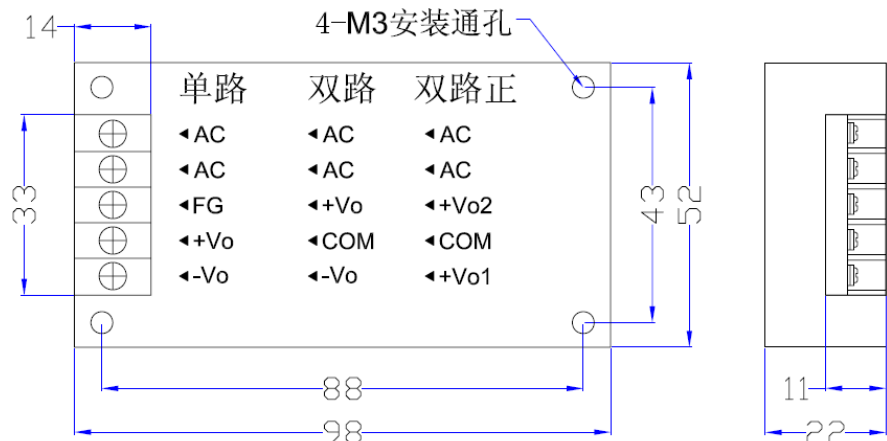 14
4-M3安装通孔
单路 双路 双路正
◄AC ◄AC ◄AC
◄AC ◄AC ◄AC
◄FG ◄+Vo ◄+Vo2
◄+Vo ◄COM ◄COM
◄-Vo ◄-Vo ◄+Vo1
33
43
52
88
98
11
22